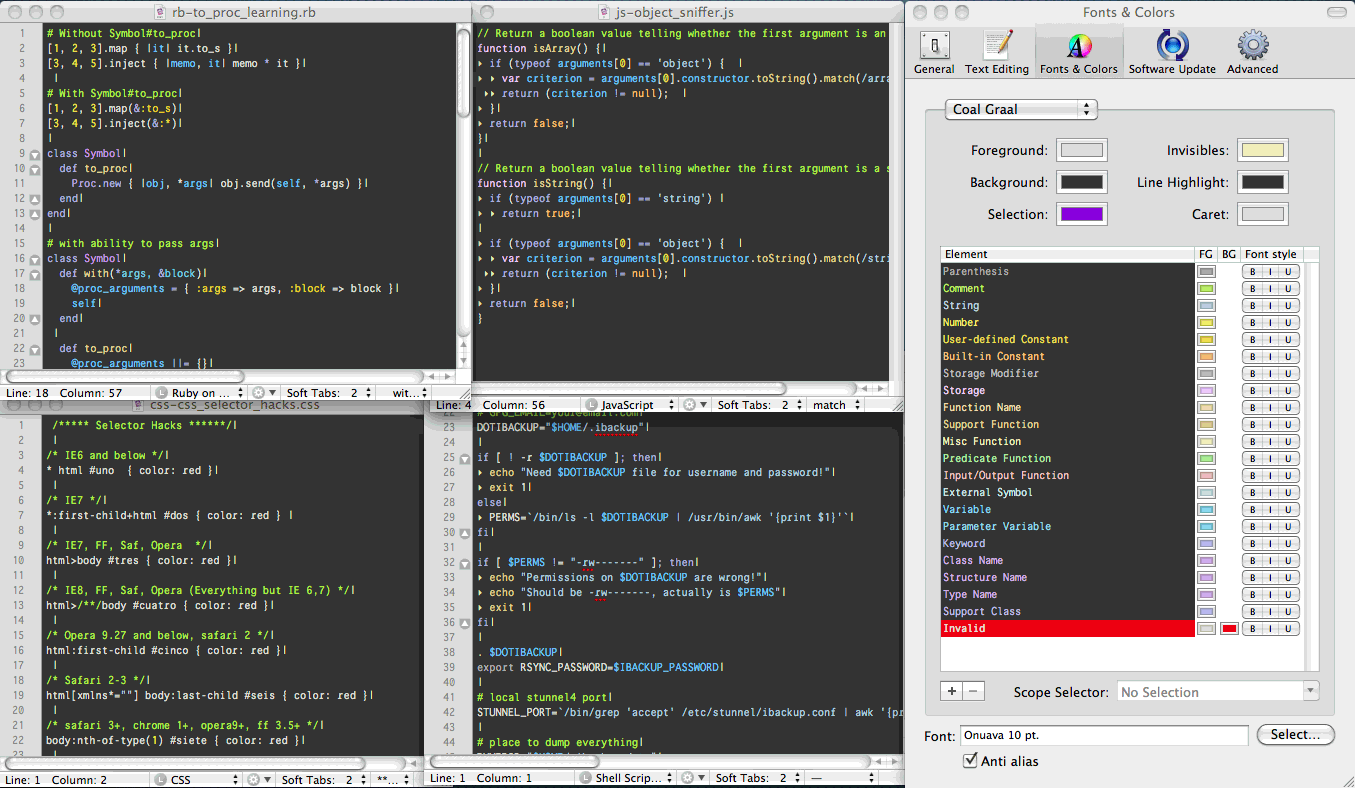 rb-to_proc_learning.rb
1 # Without Symbol#to_proc
2 [1, 2, 3].map { |it| it.to_s }
3 [3, 4, 5].inject { |memo, it| memo * it }
4
5 # With Symbol#to_proc
6 [1, 2, 3].map(&:to_s)
7 [3, 4, 5].inject(&:*)
8
9 class Symbol
10 def to_proc
11 Proc.new { |obj, *args| obj.send(self, *args) }
12 end
13 end
14
15 # with ability to pass args
16 class Symbol
17 def with(*args, &block)
18 @proc_arguments = { :args => args, :block => block }
19 self
20 end
21
22 def to_proc
23 @proc_arguments ||= {}
Line: 18 Column: 57 Ruby on ... Soft Tabs: 2 wit...
js-object_sniffer.js
// Return a boolean value telling whether the first argument is an
function isArray() {
if (typeof arguments[0] == 'object') {
var criterion = arguments[0].constructor.toString().match(/arra
return (criterion != null);
}
return false;
}
// Return a boolean value telling whether the first argument is a s
function isString() {
if (typeof arguments[0] == 'string')
return true;
if (typeof arguments[0] == 'object') {
var criterion = arguments[0].constructor.toString().match(/stri
return (criterion != null);
}
return false;
}
Line: 4 Column: 56 JavaScript Soft Tabs: 2 match
css-css_selector_hacks.css
1 /***** Selector Hacks ******/
2
3 /* IE6 and below */
4 * html #uno { color: red }
5
6 /* IE7 */
7 *:first-child+html #dos { color: red }
8
9 /* IE7, FF, Saf, Opera */
10 html>body #tres { color: red }
11
12 /* IE8, FF, Saf, Opera (Everything but IE 6,7) */
13 html>/**/body #cuatro { color: red }
14
15 /* Opera 9.27 and below, safari 2 */
16 html:first-child #cinco { color: red }
17
18 /* Safari 2-3 */
19 html[xmlns*=""] body:last-child #seis { color: red }
20
21 /* safari 3+, chrome 1+, opera9+, ff 3.5+ */
22 body:nth-of-type(1) #siete { color: red }
23
Line: 1 Column: 2 CSS Soft Tabs: 2 **...
22 # GPG_EMAIL=your@email.com
23 DOTIBACKUP="$HOME/.ibackup"
24
25 if [ ! -r $DOTIBACKUP ]; then
26 echo "Need $DOTIBACKUP file for username and password!"
27 exit 1
28 else
29 PERMS=`/bin/ls -l $DOTIBACKUP | /usr/bin/awk '{print $1}'`
30 fi
31
32 if [ $PERMS != "-rw-------" ]; then
33 echo "Permissions on $DOTIBACKUP are wrong!"
34 echo "Should be -rw-------, actually is $PERMS"
35 exit 1
36 fi
37
38 . $DOTIBACKUP
39 export RSYNC_PASSWORD=$IBACKUP_PASSWORD
40
41 # local stunnel4 port
42 STUNNEL_PORT=`/bin/grep 'accept' /etc/stunnel/ibackup.conf | awk '{pr
43
44 # place to dump everything
Line: 1 Column: 1 Shell Scrip... Soft Tabs: 2 —
Fonts & Colors
General Text Editing Fonts & Colors Software Update Advanced
Coal Graal
Foreground: Invisibles:
Background: Line Highlight:
Selection: Caret:
Element FG BG Font style
Parenthesis B I U
Comment B I U
String B I U
Number B I U
User-defined Constant B I U
Built-in Constant B I U
Storage Modifier B I U
Storage B I U
Function Name B I U
Support Function B I U
Misc Function B I U
Predicate Function B I U
Input/Output Function B I U
External Symbol B I U
Variable B I U
Parameter Variable B I U
Keyword B I U
Class Name B I U
Structure Name B I U
Type Name B I U
Support Class B I U
Invalid B I U
+ − Scope Selector: No Selection
Font: Onuava 10 pt. Select...
Anti alias